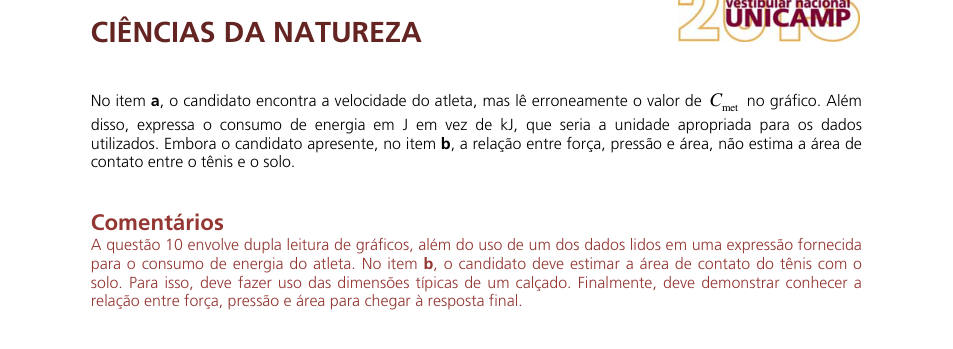 vestibular nacional
UNICAMP
CIÊNCIAS DA NATUREZA
No item a, o candidato encontra a velocidade do atleta, mas lê erroneamente o valor de C met no gráfico. Além
disso, expressa o consumo de energia em J em vez de kJ, que seria a unidade apropriada para os dados
utilizados. Embora o candidato apresente, no item b, a relação entre força, pressão e área, não estima a área de
contato entre o tênis e o solo.
Comentários
A questão 10 envolve dupla leitura de gráficos, além do uso de um dos dados lidos em uma expressão fornecida
para o consumo de energia do atleta. No item b, o candidato deve estimar a área de contato do tênis com o
solo. Para isso, deve fazer uso das dimensões típicas de um calçado. Finalmente, deve demonstrar conhecer a
relação entre força, pressão e área para chegar à resposta final.